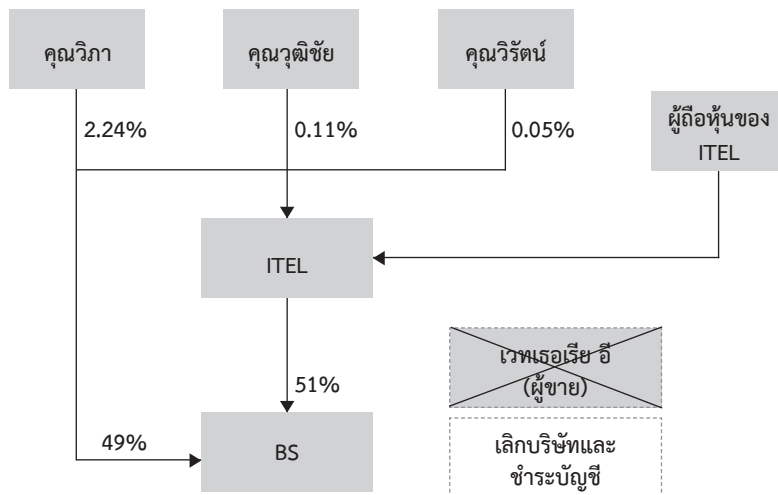 คุณวิภา
คุณวุฒิชัย
คุณวิรัตน์
2.24%
0.11%
0.05%
ผู้ถือหุ้นของ
ITEL
ITEL
เวทเธอเรีย อี
(ผู้ขาย)
51%
49%
BS
เลิกบริษัทและ
ชำระบัญชี